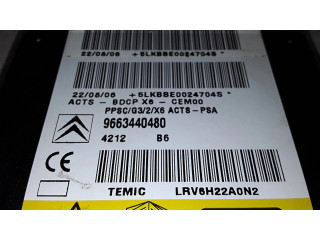 22/06/06 +5LKBBE0024704S*
22/06/06 +5LKBBE0024704S*
ACTS - BDCP X6 - CEM00
PPSC/G3/2/X6 ACTS-PSA
9663440480
4212 B6
CE
TEMIC LRV6H22A0N2